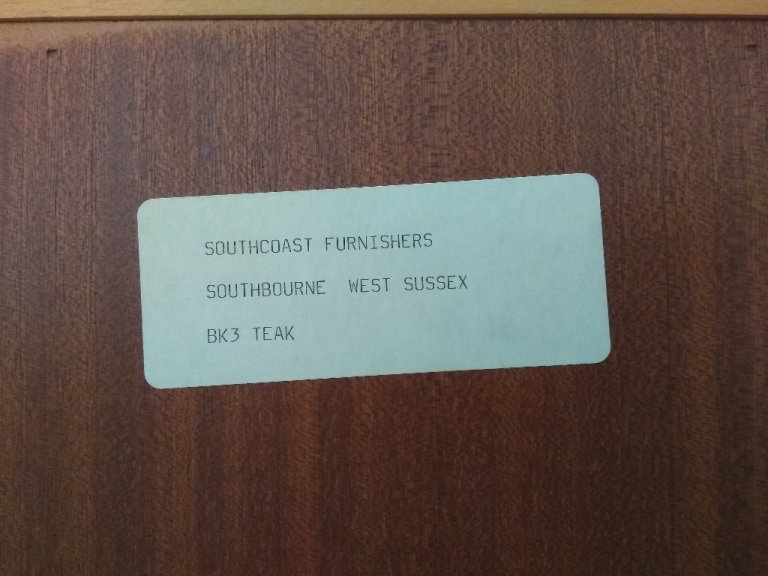 SOUTHCOAST FURNISHERS
SOUTHBOURNE  WEST SUSSEX
BK3 TEAK